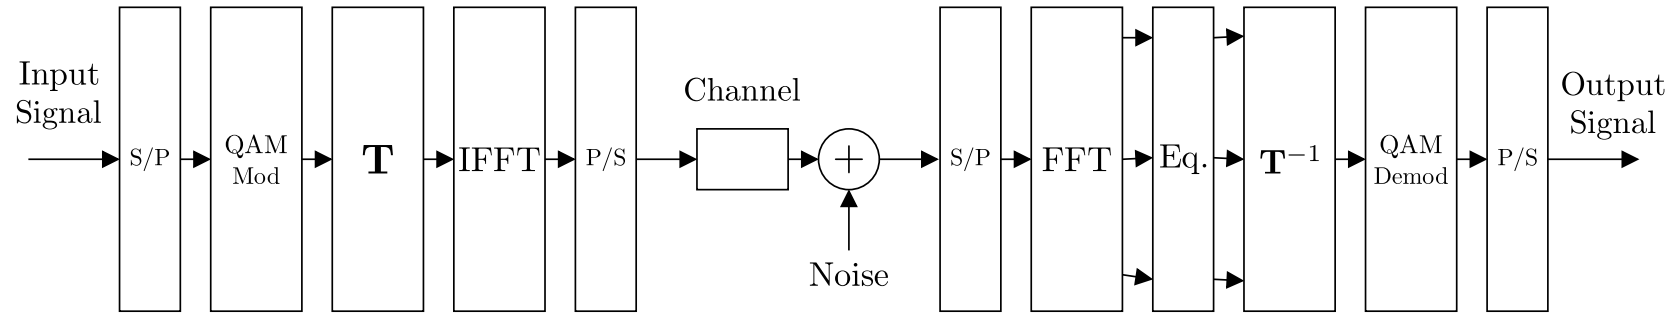 Input
Signal
S/P
QAM
Mod
T
IFFT
P/S
Channel
+
Noise
S/P
FFT
Eq.
T⁻¹
QAM
Demod
P/S
Output
Signal